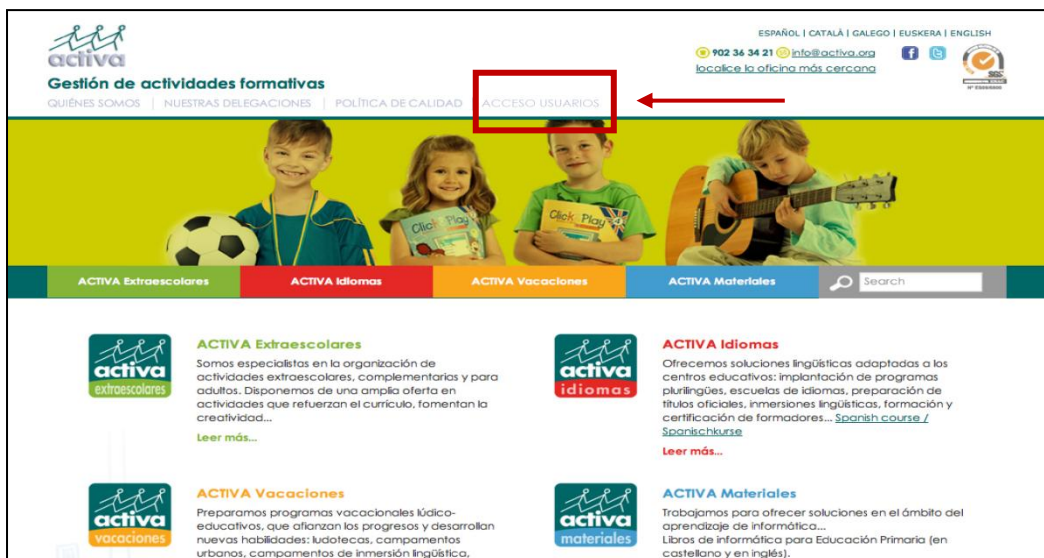 activa
Gestión de actividades formativas
ESPAÑOL | CATALÀ | GALEGO | EUSKERA | ENGLISH
902 36 34 21 info@activa.org
localice la oficina más cercana
SGS
QUIÉNES SOMOS | NUESTRAS DELEGACIONES | POLÍTICA DE CALIDAD | ACCESO USUARIOS
Click Play
Click Play 4
ACTIVA Extraescolares ACTIVA Idiomas ACTIVA Vacaciones ACTIVA Materiales Search
activa
extraescolares
ACTIVA Extraescolares
Somos especialistas en la organización de
actividades extraescolares, complementarias y para
adultos. Disponemos de una amplia oferta en
actividades que refuerzan el currículo, fomentan la
creatividad...
Leer más...
activa
idiomas
ACTIVA Idiomas
Ofrecemos soluciones lingüísticas adaptadas a los
centros educativos: implantación de programas
plurilingües, escuelas de idiomas, preparación de
títulos oficiales, inmersiones lingüísticas, formación y
certificación de formadores... Spanish course /
Spanischkurse
Leer más...
activa
vacaciones
ACTIVA Vacaciones
Preparamos programas vacacionales lúdico-
educativos, que afianzan los progresos y desarrollan
nuevas habilidades: ludotecas, campamentos
urbanos, campamentos de inmersión lingüística,
activa
materiales
ACTIVA Materiales
Trabajamos para ofrecer soluciones en el ámbito del
aprendizaje de informática...
Libros de informática para Educación Primaria (en
castellano y en inglés).